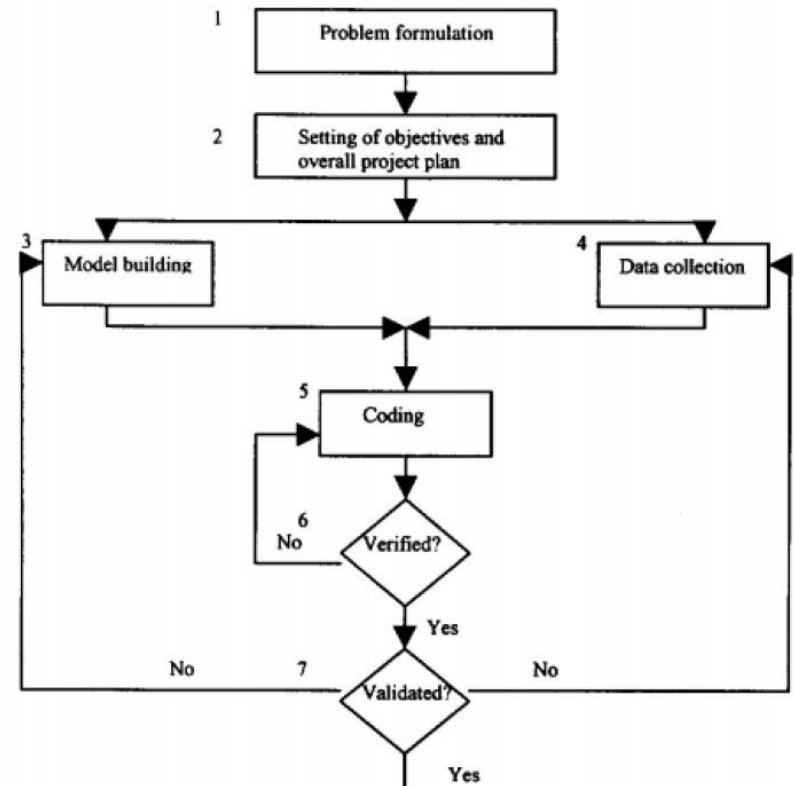 1
Problem formulation
2
Setting of objectives and
overall project plan
3
Model building
4
Data collection
5
Coding
6
No
Verified?
Yes
No
7
Validated?
No
Yes